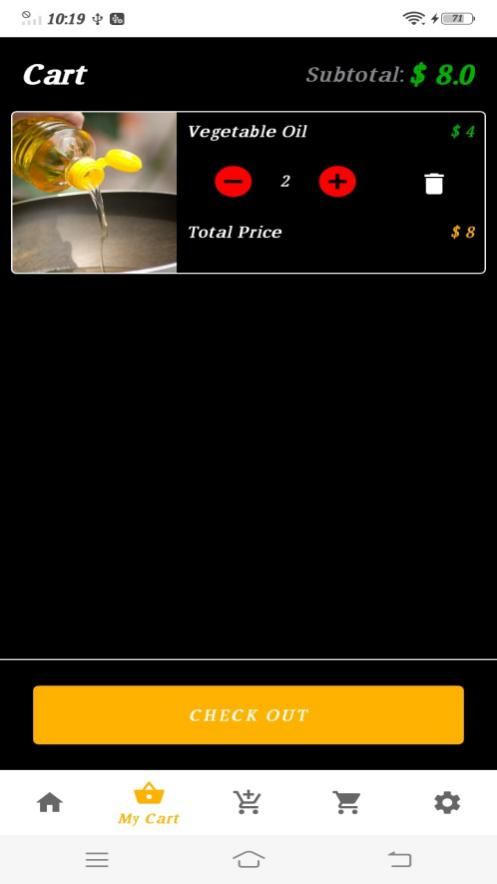 10:19 71
Cart Subtotal: $ 8.0
Vegetable Oil $ 4
2
Total Price $ 8
CHECK OUT
My Cart